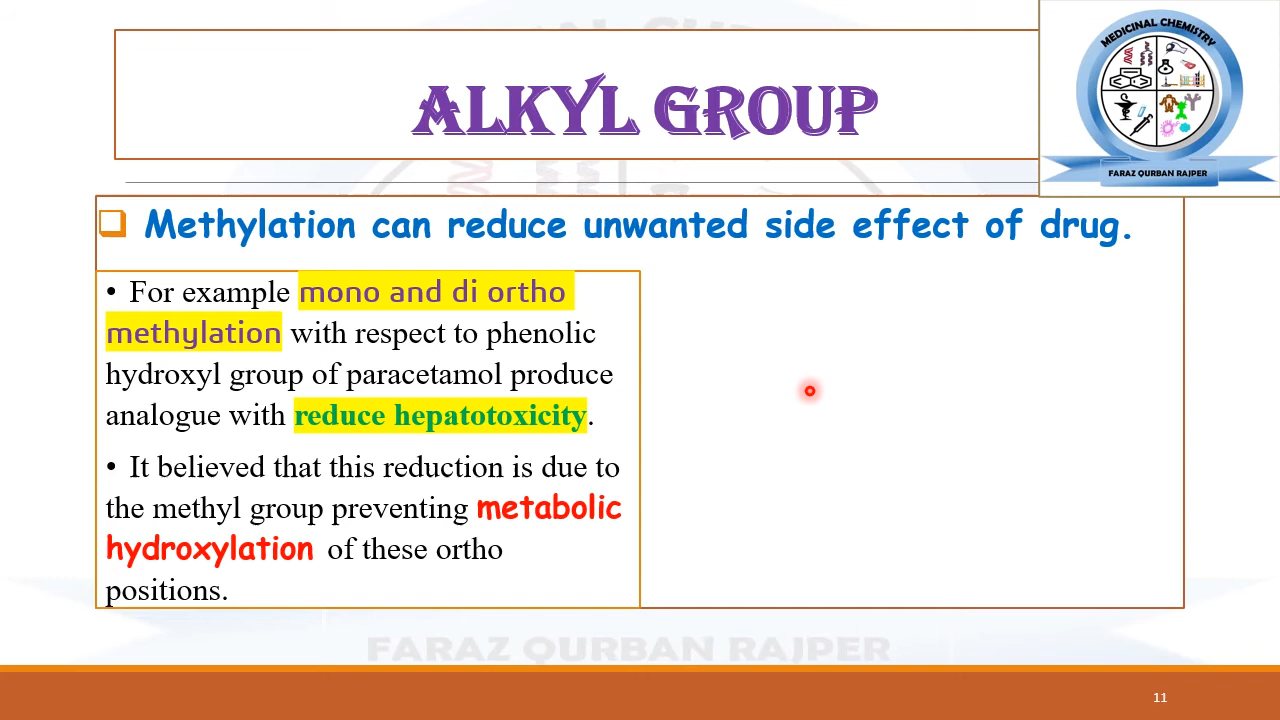 ALKYL GROUP
MEDICINAL CHEMISTRY
FARAZ QURBAN RAJPER
❑ Methylation can reduce unwanted side effect of drug.
• For example mono and di ortho
methylation with respect to phenolic
hydroxyl group of paracetamol produce
analogue with reduce hepatotoxicity.
• It believed that this reduction is due to
the methyl group preventing metabolic
hydroxylation of these ortho
positions.
FARAZ QURBAN RAJPER
11